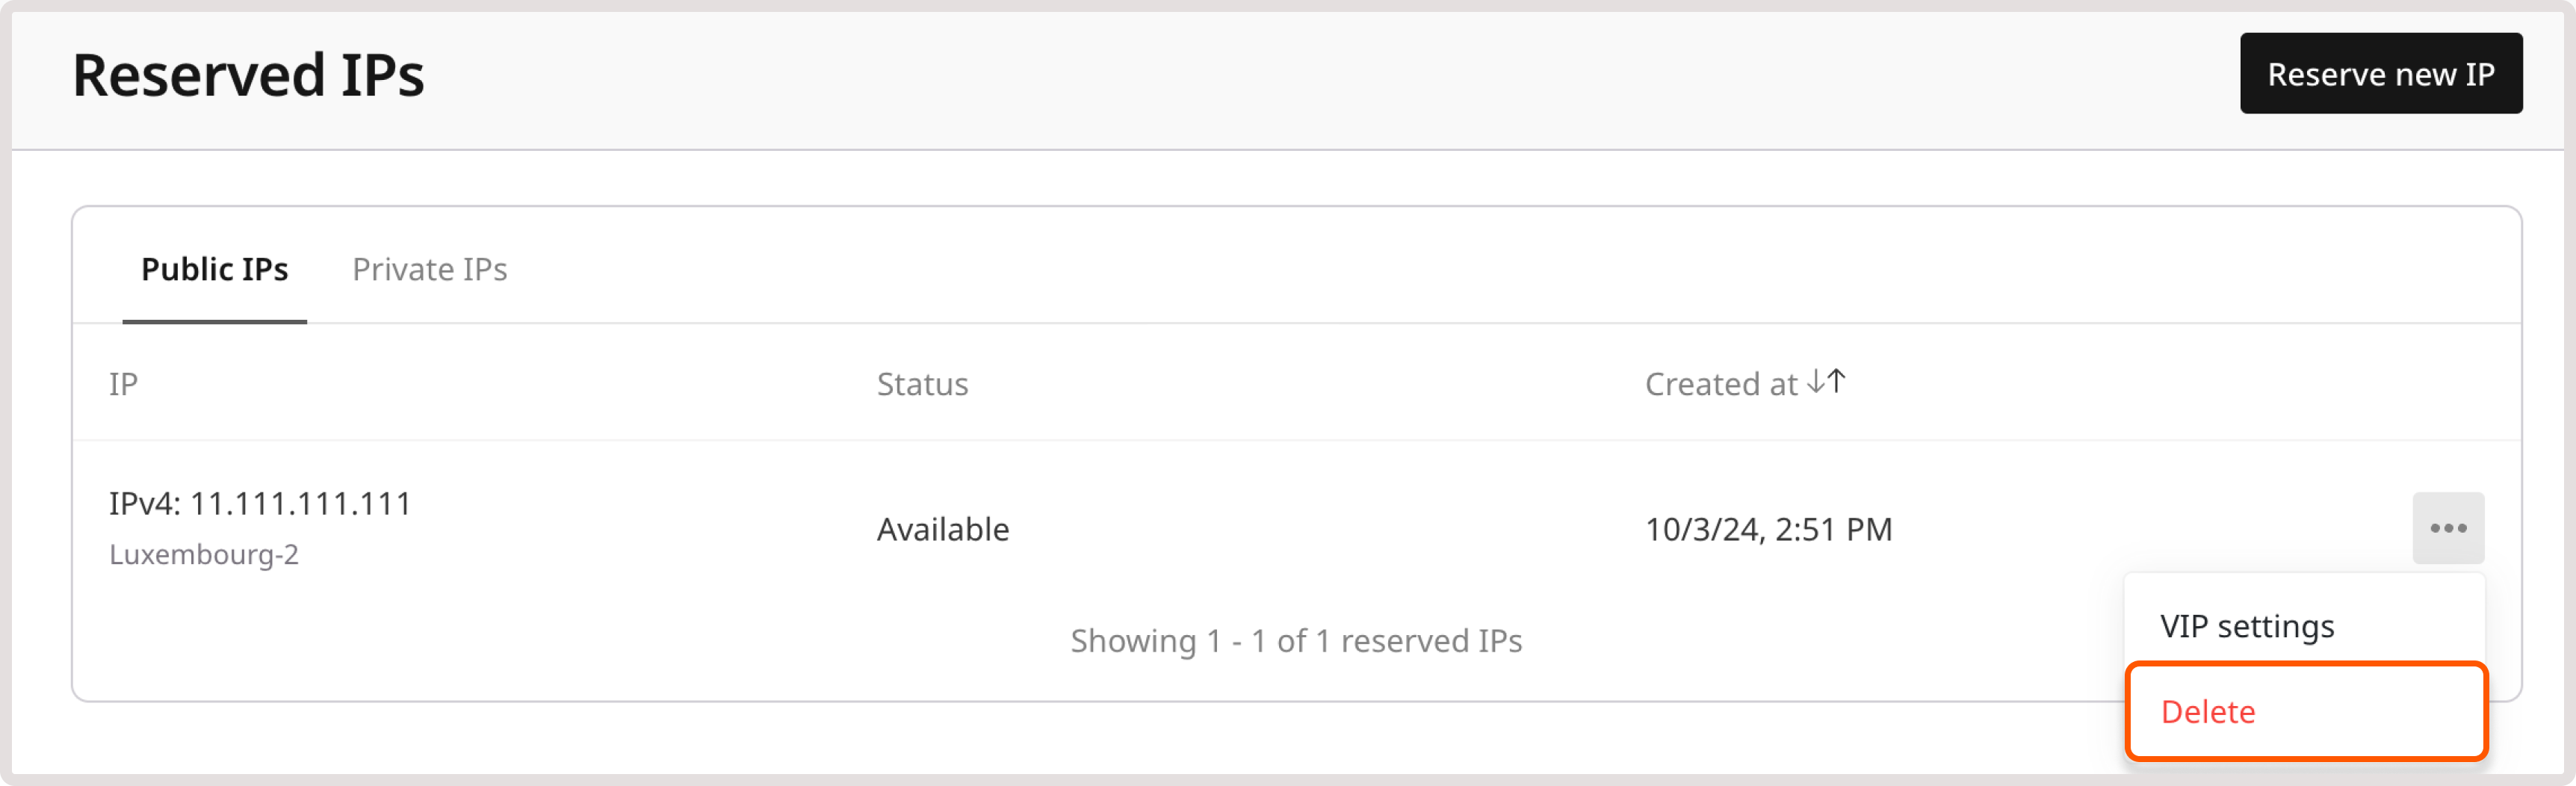 Reserved IPs
Reserve new IP
Public IPs
Private IPs
IP
Status
Created at
IPv4: 11.111.111.111
Luxembourg-2
Available
10/3/24, 2:51 PM
Showing 1 - 1 of 1 reserved IPs
VIP settings
Delete